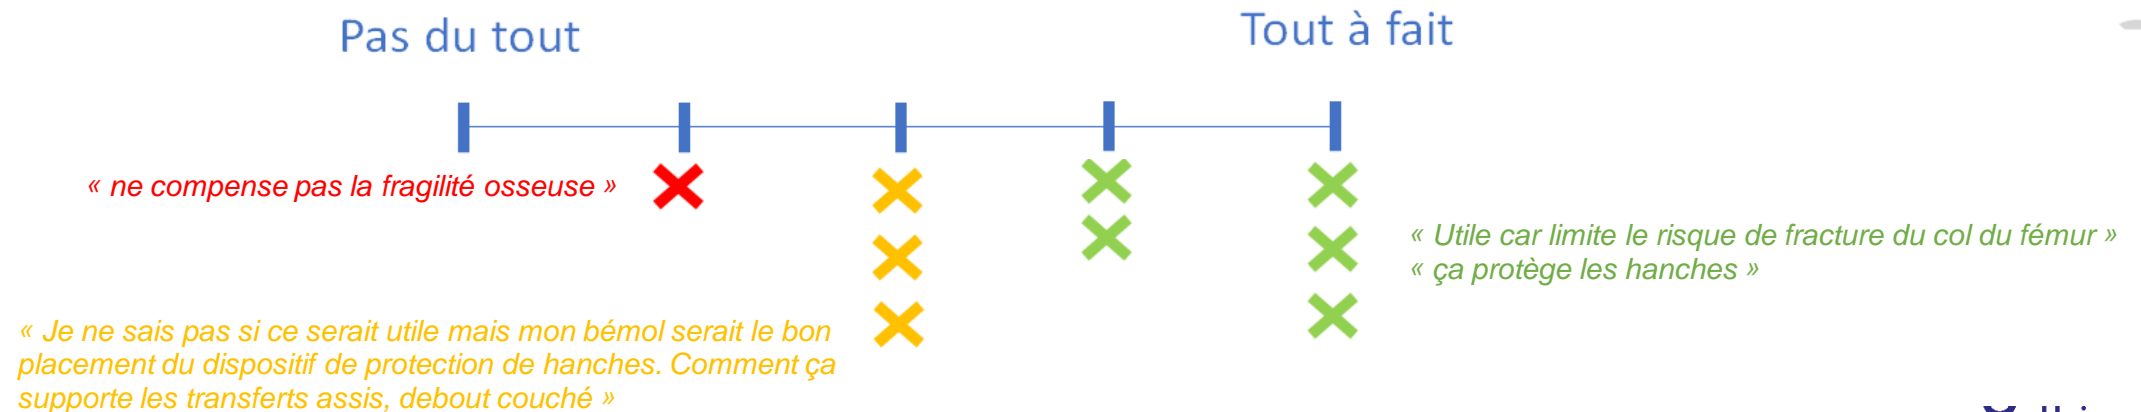 Pas du tout
Tout à fait
« ne compense pas la fragilité osseuse »
« Utile car limite le risque de fracture du col du fémur »
« ça protège les hanches »
« Je ne sais pas si ce serait utile mais mon bémol serait le bon
placement du dispositif de protection de hanches. Comment ça
supporte les transferts assis, debout couché »